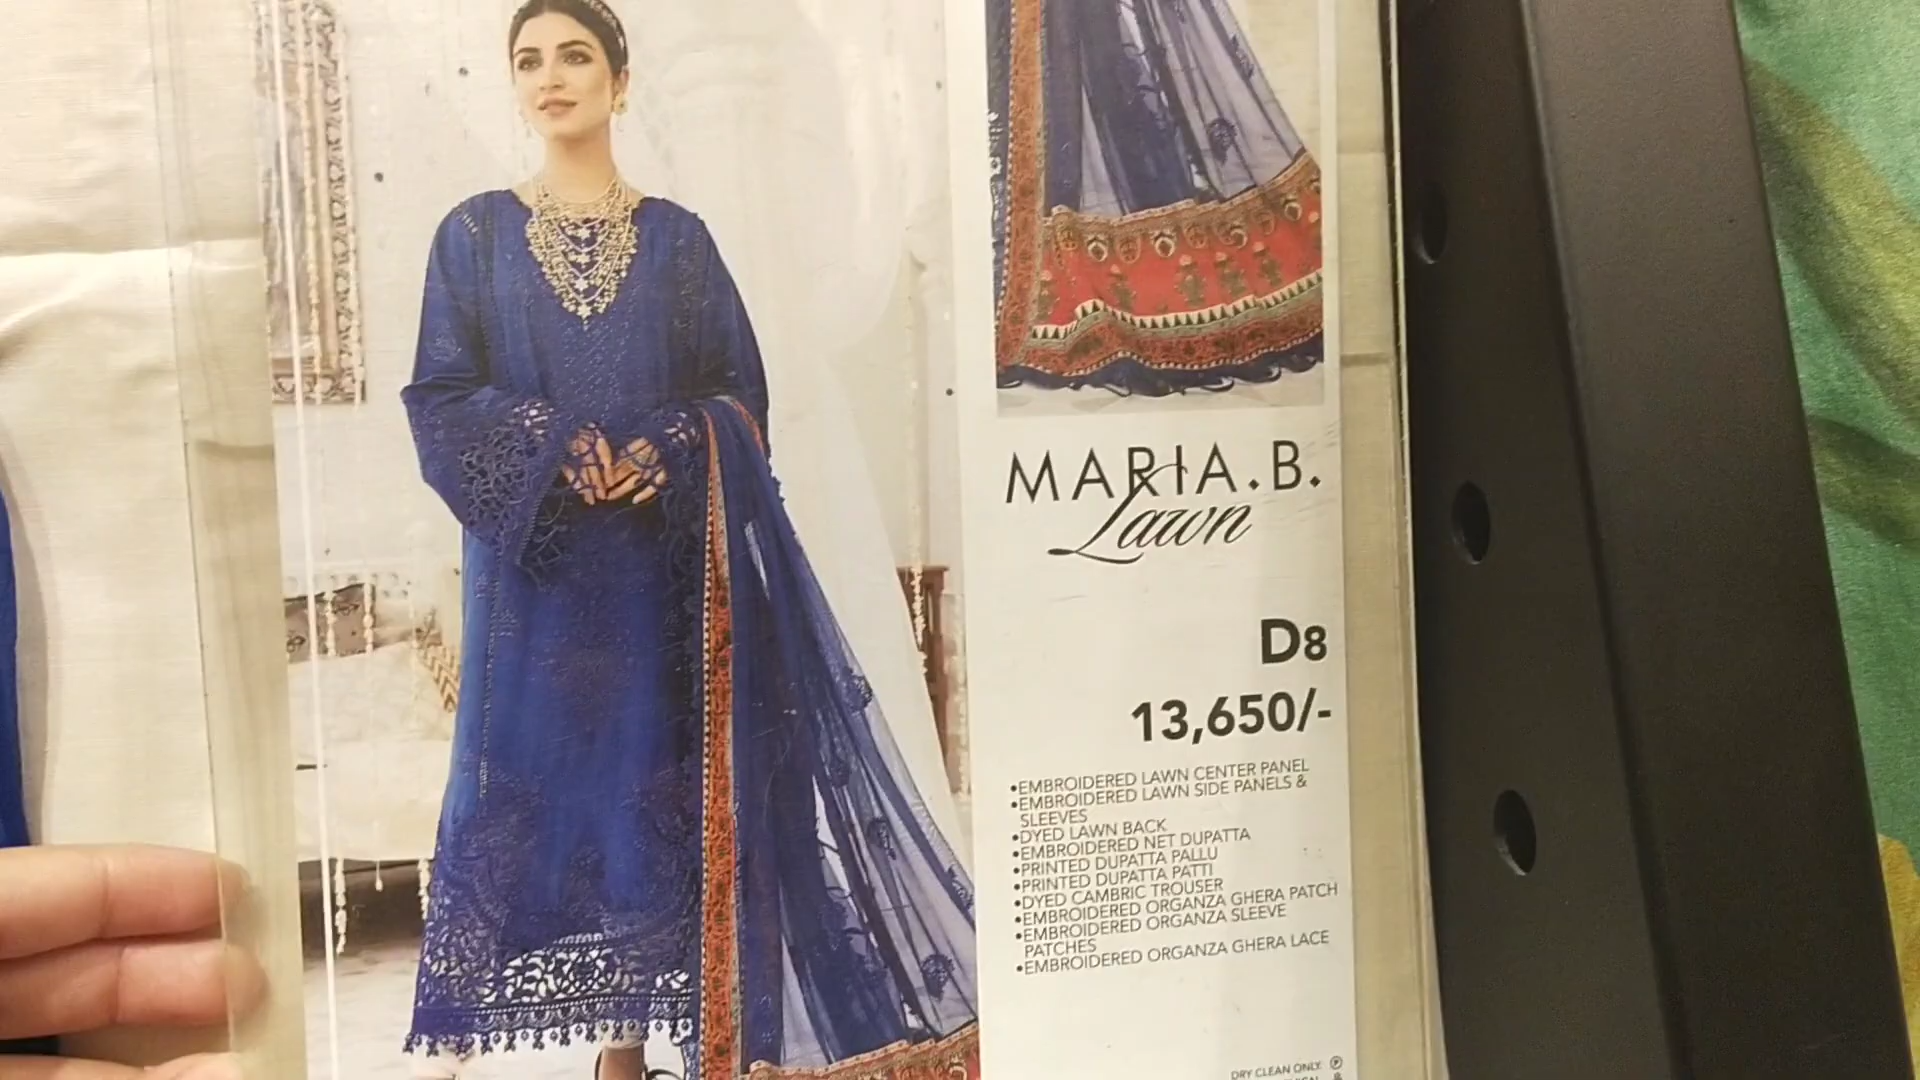 MARIA.B.
Lawn
D8
13,650/-
•EMBROIDERED LAWN CENTER PANEL
•EMBROIDERED LAWN SIDE PANELS &
SLEEVES
•DYED LAWN BACK
•EMBROIDERED NET DUPATTA
•PRINTED DUPATTA PALLU
•PRINTED DUPATTA PATTI
•DYED CAMBRIC TROUSER
•EMBROIDERED ORGANZA GHERA PATCH
•EMBROIDERED ORGANZA SLEEVE
PATCHES
•EMBROIDERED ORGANZA GHERA LACE
DRY CLEAN ONLY